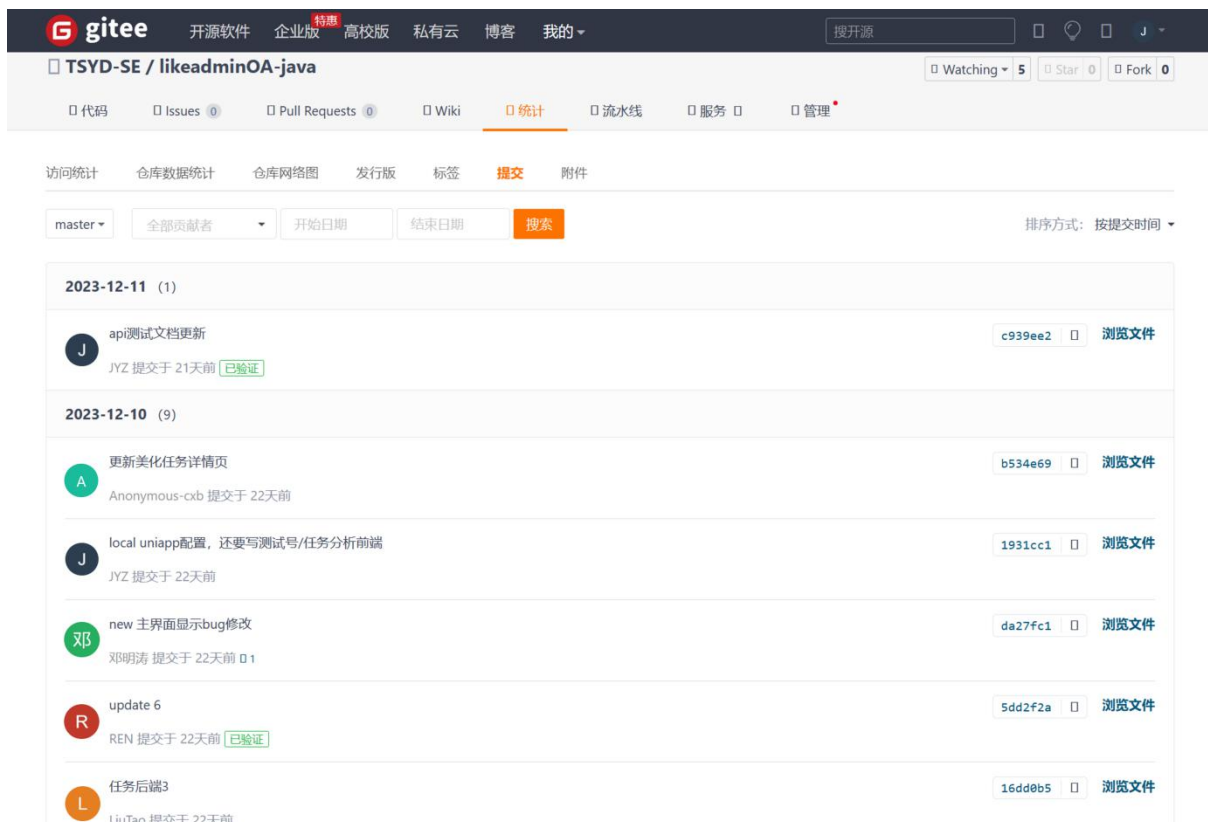 G gitee 开源软件 企业版 特惠 高校版 私有云 博客 我的 搜开源 J
TSYD-SE / likeadminOA-java Watching 5 Star 0 Fork 0
代码 Issues 0 Pull Requests 0 Wiki 统计 流水线 服务 管理
访问统计 仓库数据统计 仓库网络图 发行版 标签 提交 附件
master 全部贡献者 开始日期 结束日期 搜索 排序方式: 按提交时间
2023-12-11 (1)
J api测试文档更新 c939ee2 浏览文件
JYZ 提交于 21天前 已验证
2023-12-10 (9)
A 更新美化任务详情页 b534e69 浏览文件
Anonymous-cxb 提交于 22天前
J local uniapp配置，还要写测试号/任务分析前端 1931cc1 浏览文件
JYZ 提交于 22天前
邓 new 主界面显示bug修改 da27fc1 浏览文件
邓明涛 提交于 22天前 1
R update 6 5dd2f2a 浏览文件
REN 提交于 22天前 已验证
L 任务后端3 16dd0b5 浏览文件
LiuTao 提交于 22天前